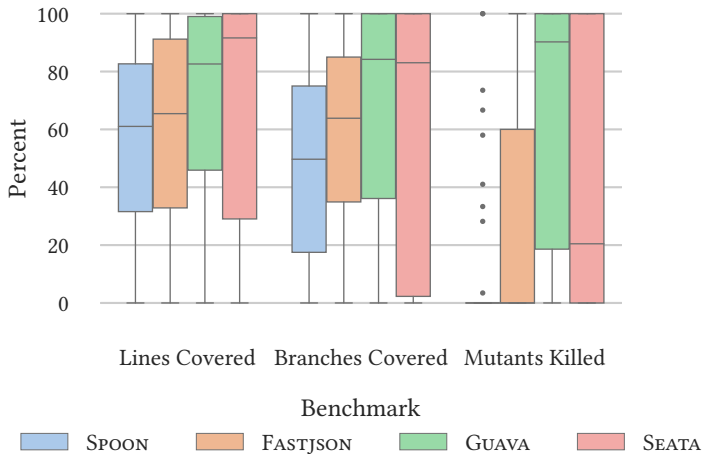 100
80
60
40
20
0
Percent
Lines Covered Branches Covered Mutants Killed
Benchmark
Spoon Fastjson Guava Seata